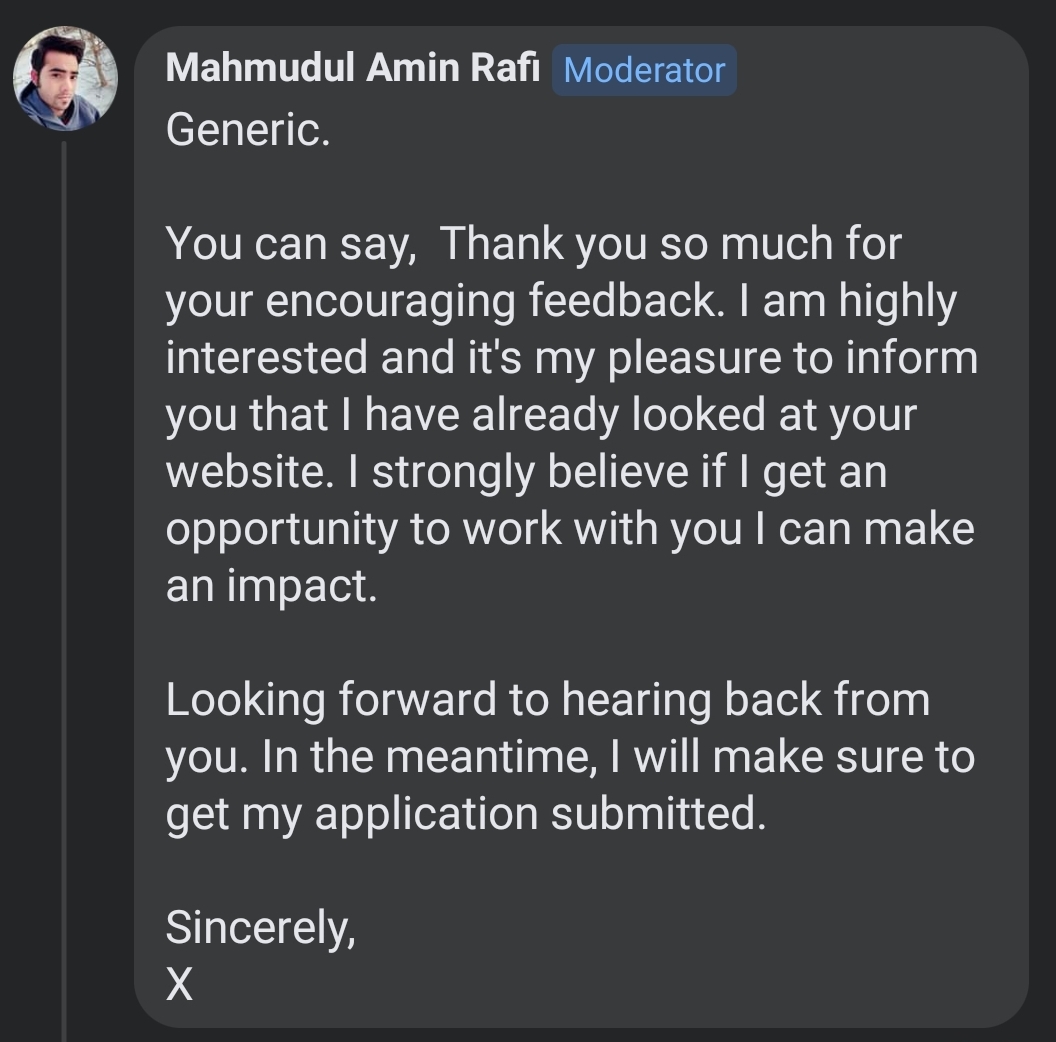 Mahmudul Amin Rafi Moderator
Generic.
You can say,  Thank you so much for
your encouraging feedback. I am highly
interested and it's my pleasure to inform
you that I have already looked at your
website. I strongly believe if I get an
opportunity to work with you I can make
an impact.
Looking forward to hearing back from
you. In the meantime, I will make sure to
get my application submitted.
Sincerely,
X